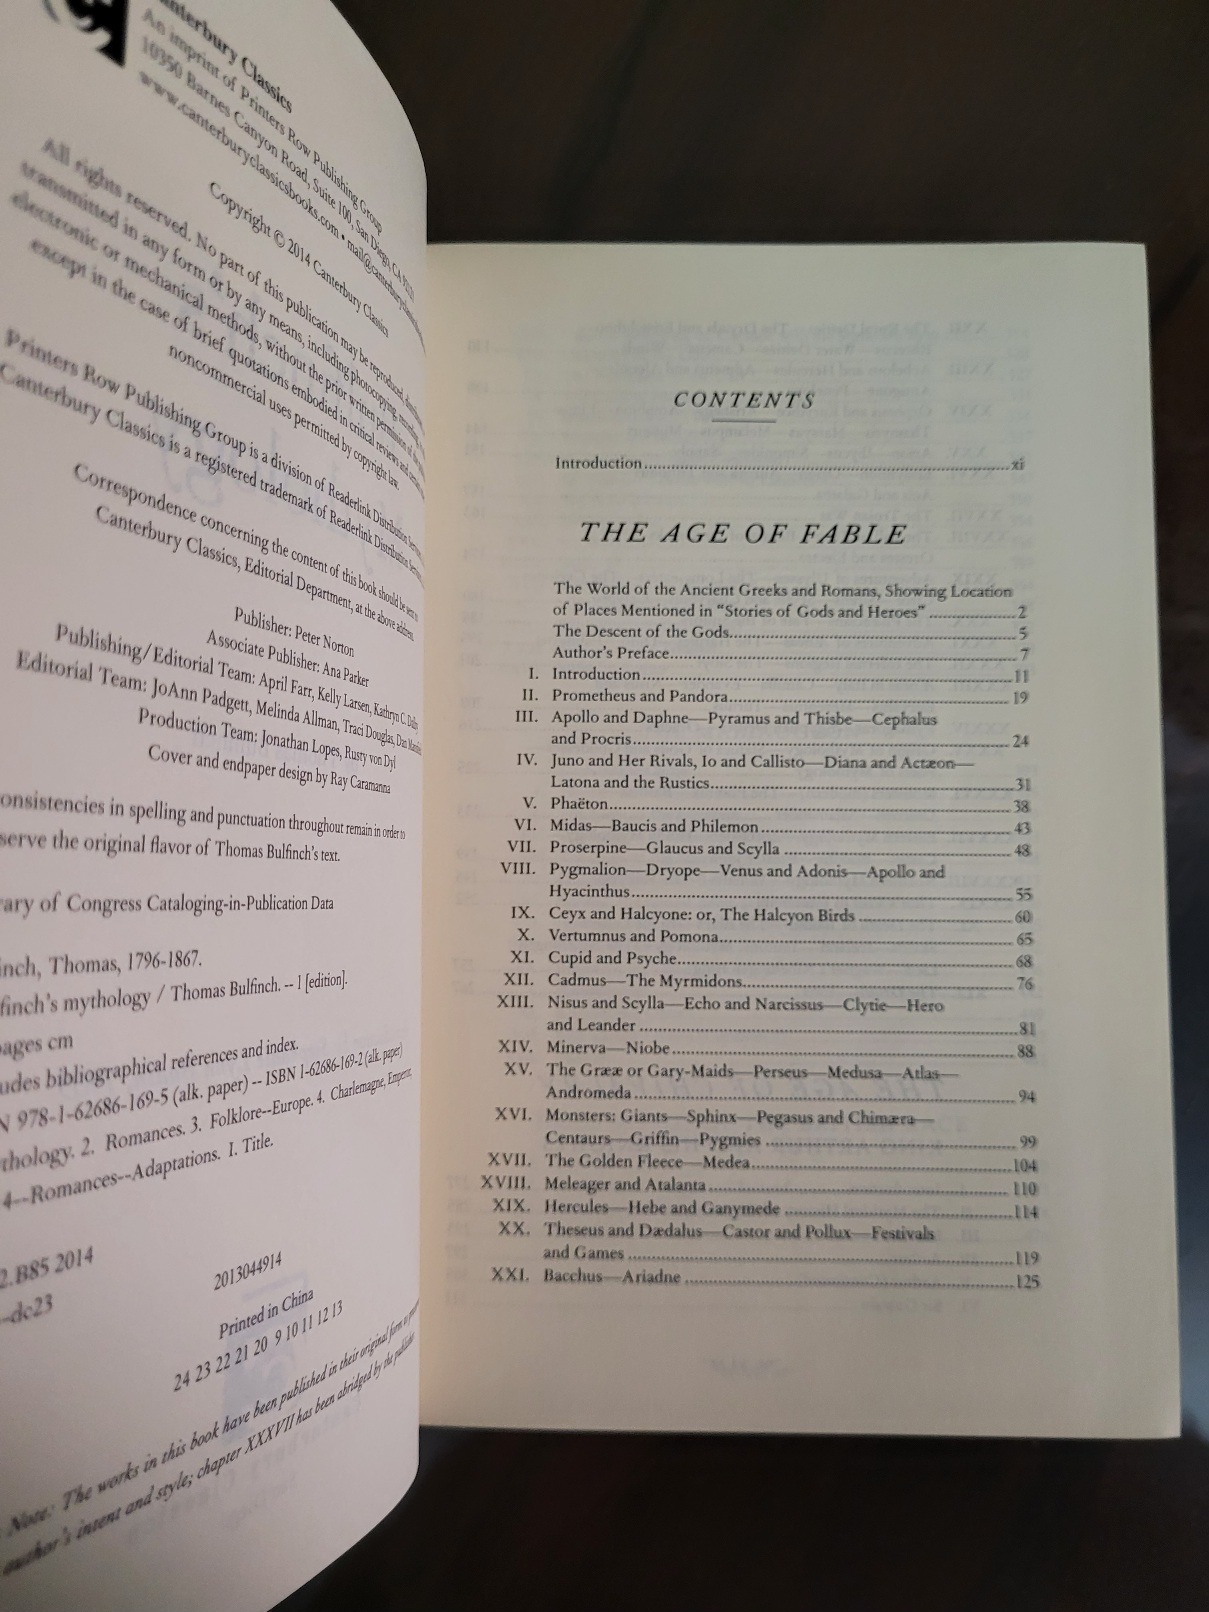 Canterbury Classics
An imprint of Printers Row Publishing Group
10350 Barnes Canyon Road, Suite 100, San Diego, CA 92121
www.canterburyclassicsbooks.com • mail@canterburyclassics
Copyright © 2014 Canterbury Classics
All rights reserved. No part of this publication may be reproduced,
transmitted in any form or by any means, including photocopying,
electronic or mechanical methods, without the prior written permission of the
except in the case of brief quotations embodied in critical reviews and
noncommercial uses permitted by copyright law.
Printers Row Publishing Group is a division of Readerlink Distribution
Canterbury Classics is a registered trademark of Readerlink Distribution
Correspondence concerning the content of this book should be sent to
Canterbury Classics, Editorial Department, at the above address.
Publisher: Peter Norton
Associate Publisher: Ana Parker
Publishing/Editorial Team: April Farr, Kelly Larsen, Kathryn C.
Editorial Team: JoAnn Padgett, Melinda Allman, Traci Douglas, Dan
Production Team: Jonathan Lopes, Rusty von Dyl
Cover and endpaper design by Ray Caramanna
onsistencies in spelling and punctuation throughout remain in order to
serve the original flavor of Thomas Bulfinch's text.
ary of Congress Cataloging-in-Publication Data
inch, Thomas, 1796-1867.
finch's mythology / Thomas Bulfinch. -- 1 [edition].
ages cm
udes bibliographical references and index.
N 978-1-62686-169-5 (alk. paper) -- ISBN 1-62686-169-2 (alk. paper)
thology. 2. Romances. 3. Folklore--Europe. 4. Charlemagne, Emperor,
4--Romances--Adaptations. I. Title.
2.B85 2014
--dc23
2013044914
Printed in China
24 23 22 21 20 9 10 11 12 13
Note: The works in this book have been published in their original form to
author's intent and style; chapter XXXVII has been abridged by the publisher.
CONTENTS
Introduction xi
THE AGE OF FABLE
The World of the Ancient Greeks and Romans, Showing Location
of Places Mentioned in “Stories of Gods and Heroes” 2
The Descent of the Gods 5
Author's Preface 7
I. Introduction 11
II. Prometheus and Pandora 19
III. Apollo and Daphne—Pyramus and Thisbe—Cephalus
and Procris 24
IV. Juno and Her Rivals, Io and Callisto—Diana and Actæon—
Latona and the Rustics 31
V. Phaëton 38
VI. Midas—Baucis and Philemon 43
VII. Proserpine—Glaucus and Scylla 48
VIII. Pygmalion—Dryope—Venus and Adonis—Apollo and
Hyacinthus 55
IX. Ceyx and Halcyone: or, The Halcyon Birds 60
X. Vertumnus and Pomona 65
XI. Cupid and Psyche 68
XII. Cadmus—The Myrmidons 76
XIII. Nisus and Scylla—Echo and Narcissus—Clytie—Hero
and Leander 81
XIV. Minerva—Niobe 88
XV. The Grææ or Gary-Maids—Perseus—Medusa—Atlas—
Andromeda 94
XVI. Monsters: Giants—Sphinx—Pegasus and Chimæra—
Centaurs—Griffin—Pygmies 99
XVII. The Golden Fleece—Medea 104
XVIII. Meleager and Atalanta 110
XIX. Hercules—Hebe and Ganymede 114
XX. Theseus and Dædalus—Castor and Pollux—Festivals
and Games 119
XXI. Bacchus—Ariadne 125